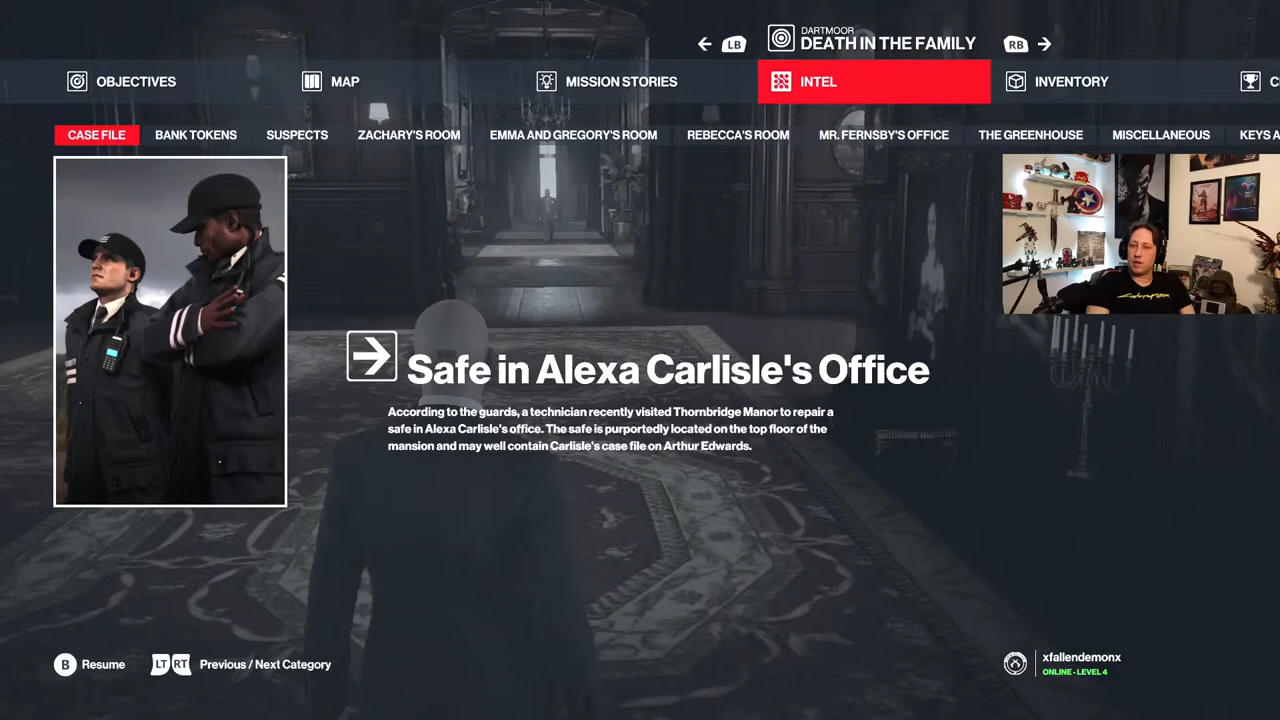 LB
DARTMOOR
DEATH IN THE FAMILY
RB
OBJECTIVES
MAP
MISSION STORIES
INTEL
INVENTORY
C
CASE FILE
BANK TOKENS
SUSPECTS
ZACHARY'S ROOM
EMMA AND GREGORY'S ROOM
REBECCA'S ROOM
MR. FERNSBY'S OFFICE
THE GREENHOUSE
MISCELLANEOUS
KEYS A
Safe in Alexa Carlisle's Office
According to the guards, a technician recently visited Thornbridge Manor to repair a
safe in Alexa Carlisle's office. The safe is purportedly located on the top floor of the
mansion and may well contain Carlisle's case file on Arthur Edwards.
B Resume
LT RT Previous / Next Category
xfallendemonx
ONLINE - LEVEL 4